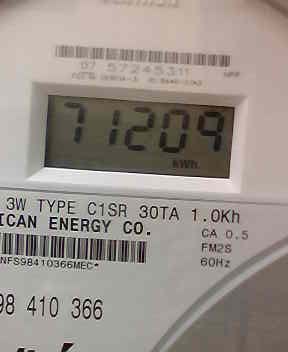 07 57245311
71209
kWh
3W TYPE C1SR 30TA 1.0Kh
ICAN ENERGY CO.
CA 0.5
FM2S
60Hz
NFS98410366MEC*
98 410 366